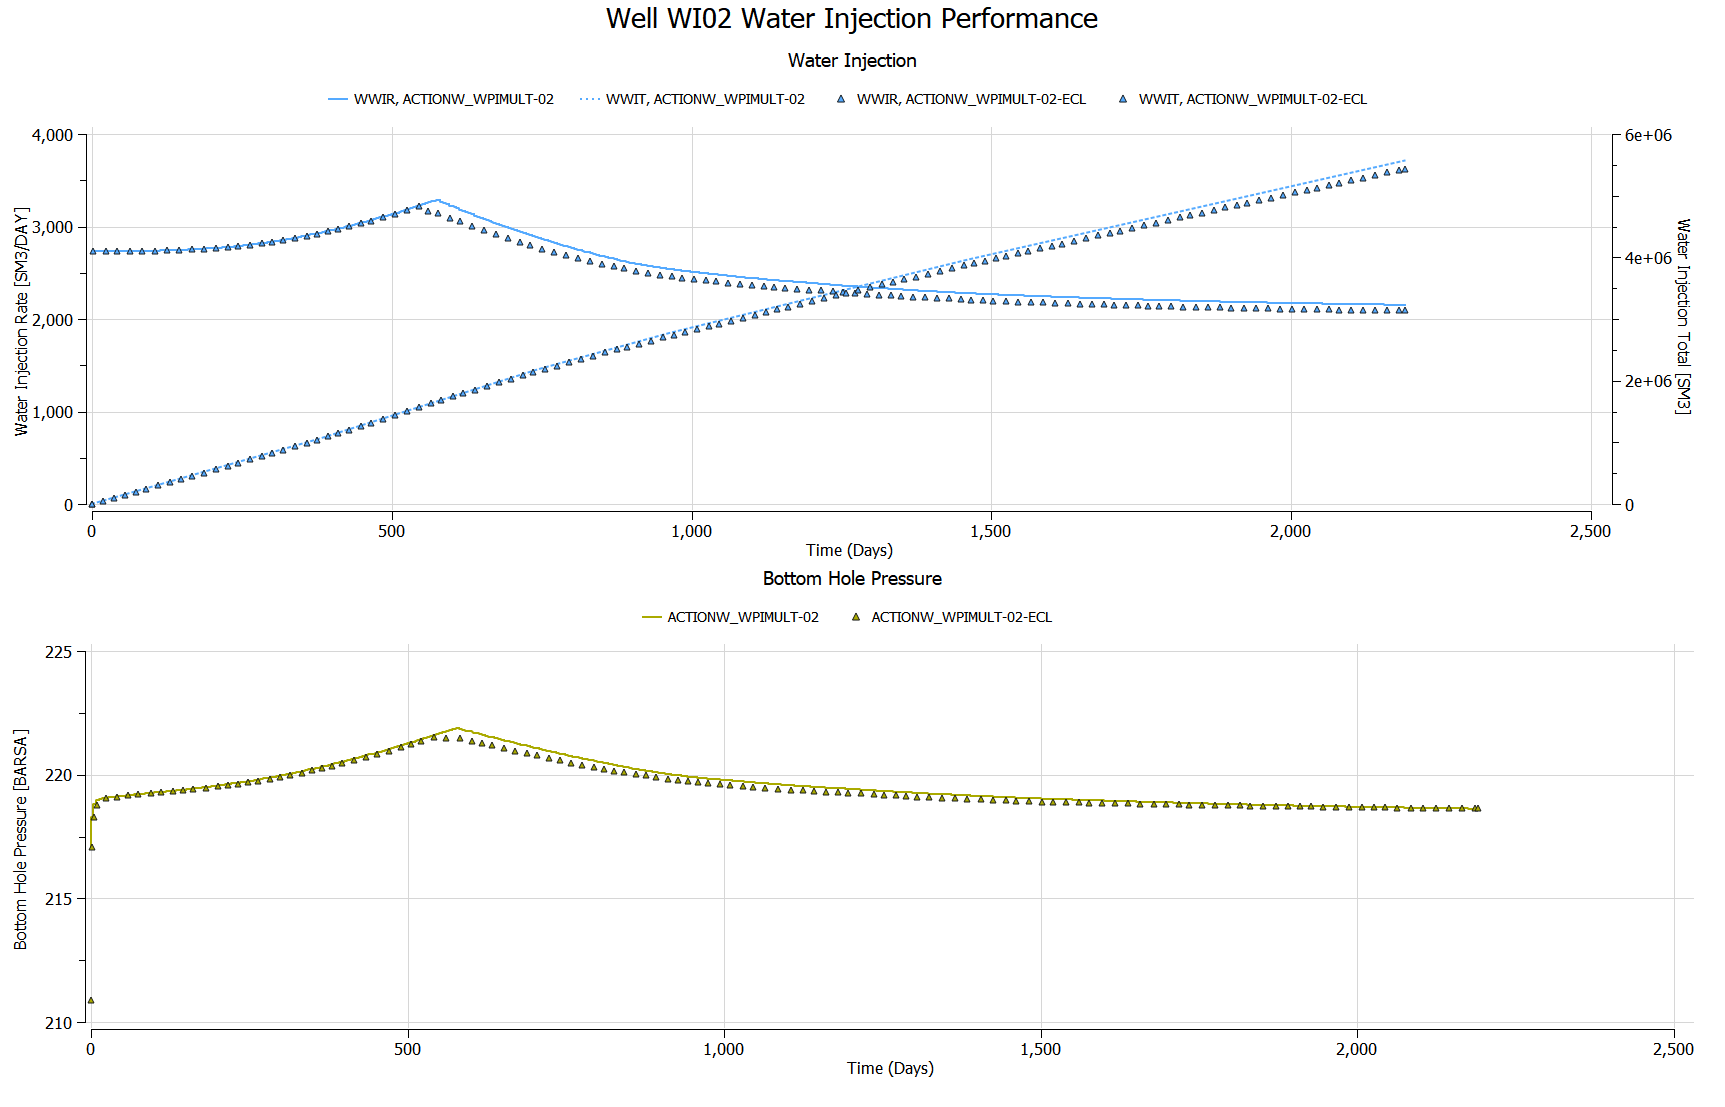 Well WI02 Water Injection Performance
Water Injection
WWIR, ACTIONW_WPIMULT-02 WWIT, ACTIONW_WPIMULT-02 WWIR, ACTIONW_WPIMULT-02-ECL WWIT, ACTIONW_WPIMULT-02-ECL
Water Injection Rate [SM3/DAY]
4,000
3,000
2,000
1,000
0
6e+06
4e+06
2e+06
0
Water Injection Total [SM3]
0 500 1,000 1,500 2,000 2,500
Time (Days)
Bottom Hole Pressure
ACTIONW_WPIMULT-02 ACTIONW_WPIMULT-02-ECL
Bottom Hole Pressure [BARSA]
225
220
215
210
0 500 1,000 1,500 2,000 2,500
Time (Days)